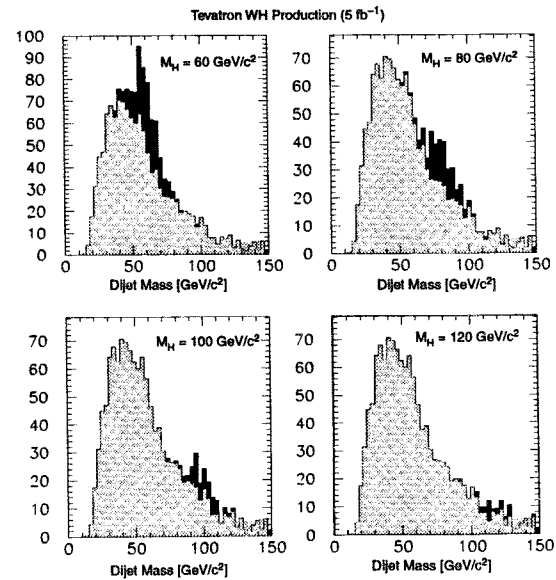 Tevatron WH Production (5 fb⁻¹)
M_H = 60 GeV/c²
100
90
80
70
60
50
40
30
20
10
0
0 50 100 150
Dijet Mass [GeV/c²]
M_H = 80 GeV/c²
70
60
50
40
30
20
10
0
0 50 100 150
Dijet Mass [GeV/c²]
M_H = 100 GeV/c²
70
60
50
40
30
20
10
0
0 50 100 150
Dijet Mass [GeV/c²]
M_H = 120 GeV/c²
70
60
50
40
30
20
10
0
0 50 100 150
Dijet Mass [GeV/c²]